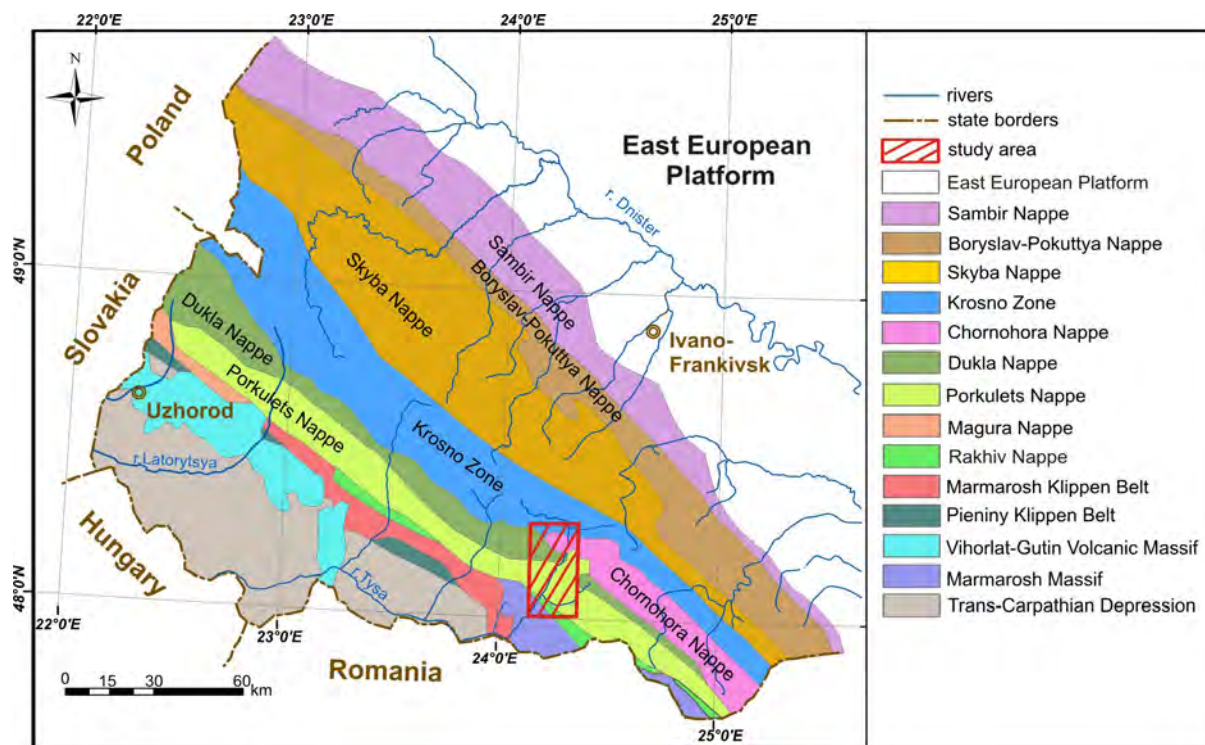 22°0'E
23°0'E
24°0'E
25°0'E
N
Poland
East European
Platform
r. Dnister
49°0'N
Slovakia
Skyba Nappe
Sambir Nappe
Boryslav-Pokuttya Nappe
Ivano-
Frankivsk
Dukla Nappe
Porkulets Nappe
Uzhorod
Krosno Zone
r.Latorytsya
Hungary
r.Tysa
48°0'N
Chornohora Nappe
22°0'E
23°0'E
24°0'E
25°0'E
Romania
0 15 30 60
km
rivers
state borders
study area
East European Platform
Sambir Nappe
Boryslav-Pokuttya Nappe
Skyba Nappe
Krosno Zone
Chornohora Nappe
Dukla Nappe
Porkulets Nappe
Magura Nappe
Rakhiv Nappe
Marmarosh Klippen Belt
Pieniny Klippen Belt
Vihorlat-Gutin Volcanic Massif
Marmarosh Massif
Trans-Carpathian Depression